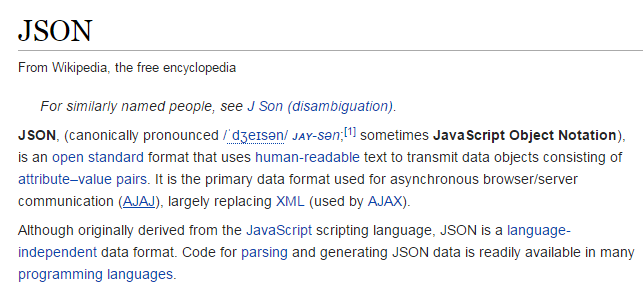 JSON
From Wikipedia, the free encyclopedia
For similarly named people, see J Son (disambiguation).
JSON, (canonically pronounced /ˈdʒeɪsən/ JAY-sən;[1] sometimes JavaScript Object Notation),
is an open standard format that uses human-readable text to transmit data objects consisting of
attribute–value pairs. It is the primary data format used for asynchronous browser/server
communication (AJAJ), largely replacing XML (used by AJAX).
Although originally derived from the JavaScript scripting language, JSON is a language-
independent data format. Code for parsing and generating JSON data is readily available in many
programming languages.